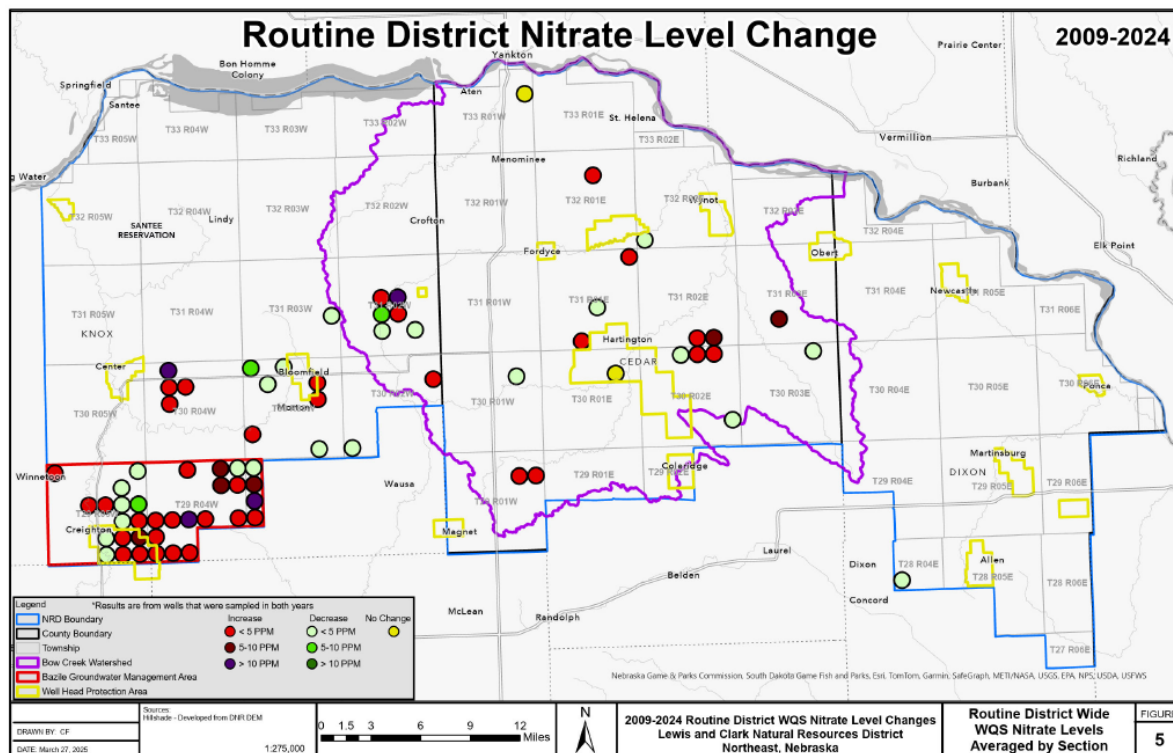 Routine District Nitrate Level Change
2009-2024
Prairie Center
Yankton
Bon Homme
Colony
Springfield
Santee
Aten
T33 R05W
T33 R04W
T33 R03W
T33 R02W
T33 R01W
T33 R01E
St. Helena
T33 R02E
Vermillion
Richland
Menominee
Burbank
T32 R05W
T32 R04W
Lindy
T32 R03W
T32 R02W
Crofton
T32 R01W
T32 R01E
Wynot
SANTEE
RESERVATION
Fordyce
Obert
T32 R04E
Elk Point
T31 R05W
T31 R04W
T31 R03W
T31 R01W
T31 R01E
T31 R02E
T31 R03E
T31 R04E
Newcastle
T31 R06E
KNOX
Hartington
CEDAR
Center
Bloomfield
T30 R05W
T30 R04W
T30 R02W
T30 R01W
T30 R01E
T30 R02E
T30 R03E
T30 R04E
T30 R05E
Ponca
Winnetoon
Wausa
Coleridge
Martinsburg
DIXON
T29 R04W
T29 R01W
T29 R01E
T29 R04E
T29 R05E
T29 R06E
Creighton
Magnet
Laurel
Dixon
T28 R04E
Allen
T28 R05E
T28 R06E
Belden
Concord
McLean
Randolph
T27 R06E
Legend
*Results are from wells that were sampled in both years
NRD Boundary
County Boundary
Township
Bow Creek Watershed
Bazile Groundwater Management Area
Well Head Protection Area
Increase
< 5 PPM
5-10 PPM
> 10 PPM
Decrease
< 5 PPM
5-10 PPM
> 10 PPM
No Change
Nebraska Game & Parks Commission, South Dakota Game Fish and Parks, Esri, TomTom, Garmin, SafeGraph, METI/NASA, USGS, EPA, NPS, USDA, USFWS
DRAWN BY: CF
DATE: March 27, 2025
Sources:
Hillshade - Developed from DNR DEM
1:275,000
0 1.5 3 6 9 12
Miles
N
2009-2024 Routine District WQS Nitrate Level Changes
Lewis and Clark Natural Resources District
Northeast, Nebraska
Routine District Wide
WQS Nitrate Levels
Averaged by Section
FIGURE
5